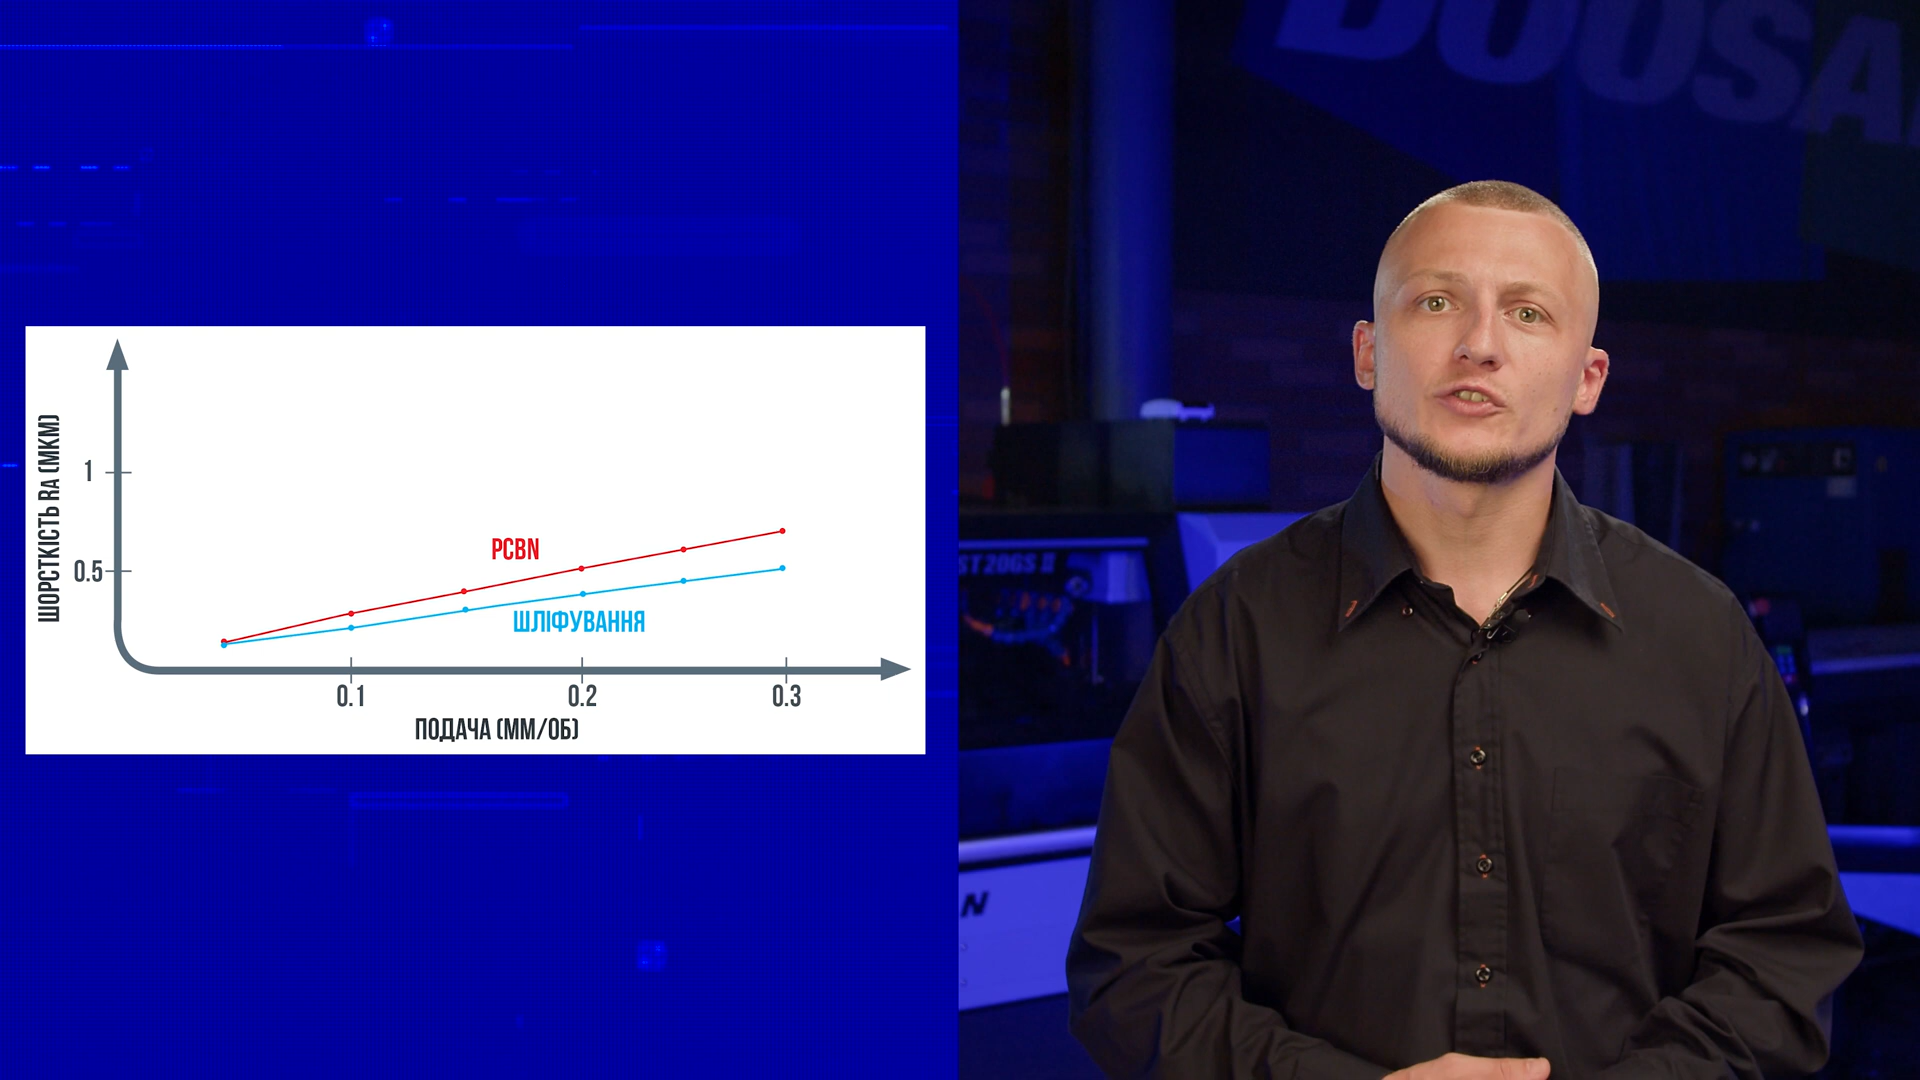 DOOSA
ШОРСТКІСТЬ RA (МКМ)
1
0.5
PCBN
ШЛІФУВАННЯ
0.1
0.2
0.3
ПОДАЧА (ММ/ОБ)
ST20GS II
N